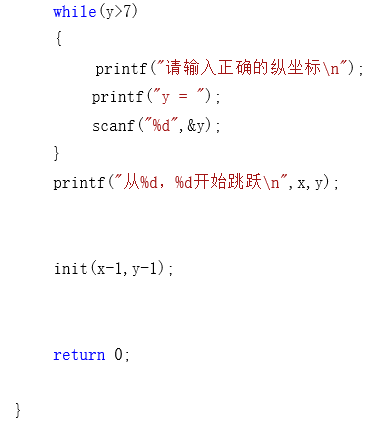 while(y>7)
{
printf("请输入正确的纵坐标\n");
printf("y = ");
scanf("%d",&y);
}
printf("从%d，%d开始跳跃\n",x,y);
init(x-1,y-1);
return 0;
}